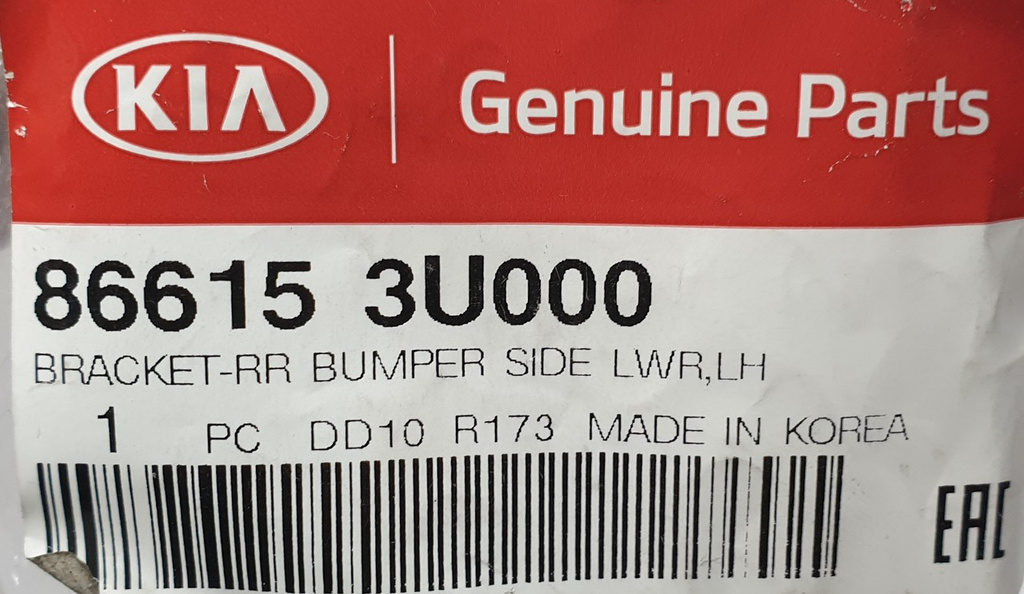 KIA Genuine Parts
86615 3U000
BRACKET-RR BUMPER SIDE LWR,LH
1 PC DD10 R173 MADE IN KOREA
EAC